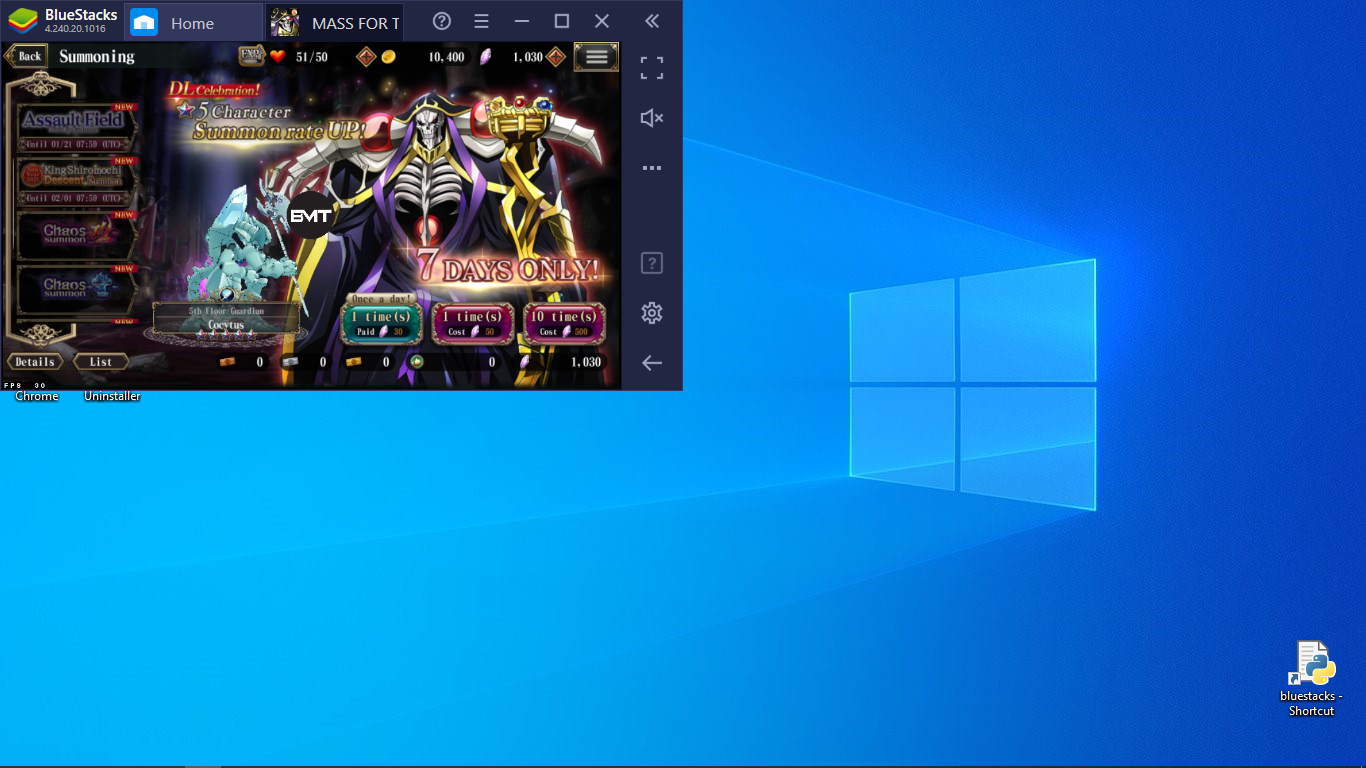 BlueStacks
4.240.20.1016
Home
MASS FOR T
Back
Summoning
EXP
51/50
10,400
1,030
DL Celebration!
5 Character
Summon rate UP!
NEW
Assault Field
Until 01/21 07:59 (UTC)
NEW
King Shiromochi
Descent Summon
Until 02/01 07:59 (UTC)
NEW
Chaos
summon
NEW
Chaos
summon
6MT
7 DAYS ONLY!
5th Floor Guardian
Cocytus
Once a day!
1 time(s)
Paid 30
1 time(s)
Cost 50
10 time(s)
Cost 500
Details
List
0
0
0
0
1,030
FPS 30
Chrome
Uninstaller
bluestacks -
Shortcut